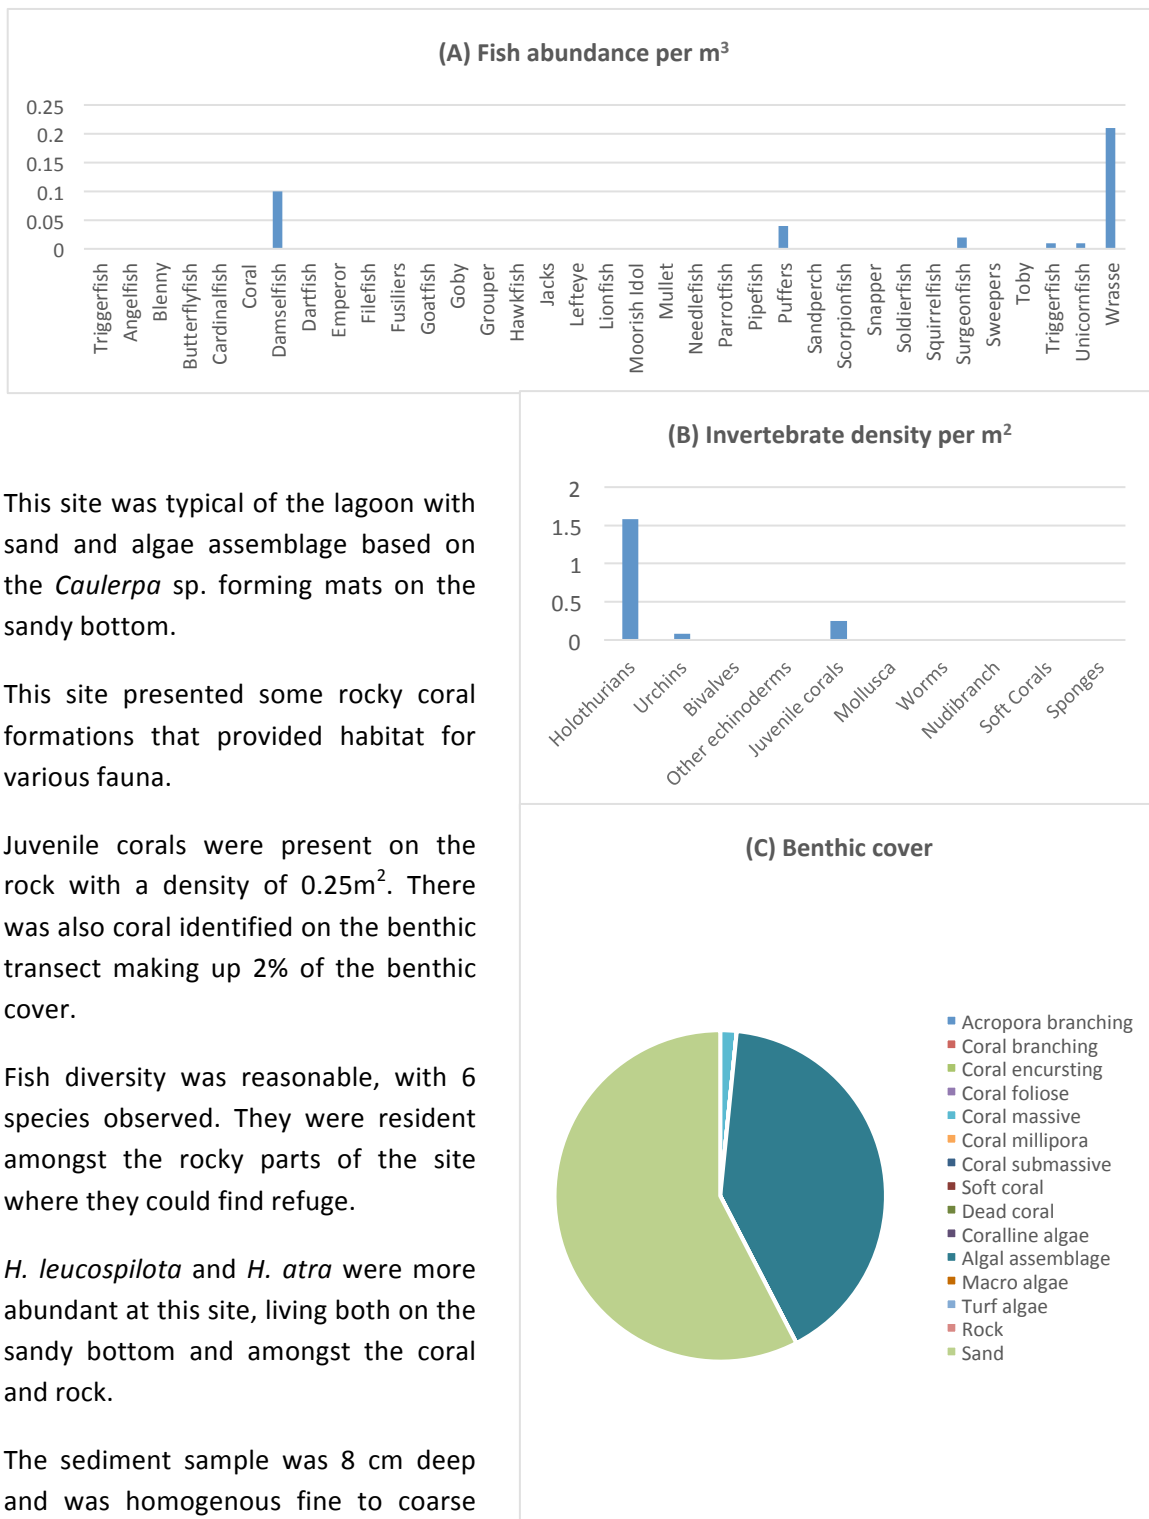 (A) Fish abundance per m³
0.25
0.2
0.15
0.1
0.05
0
Triggerfish
Angelfish
Blenny
Butterflyfish
Cardinalfish
Coral
Damselfish
Dartfish
Emperor
Filefish
Fusiliers
Goatfish
Goby
Grouper
Hawkfish
Jacks
Lefteye
Lionfish
Moorish Idol
Mullet
Needlefish
Parrotfish
Pipefish
Puffers
Sandperch
Scorpionfish
Snapper
Soldierfish
Squirrelfish
Surgeonfish
Sweepers
Toby
Triggerfish
Unicornfish
Wrasse
This site was typical of the lagoon with
sand and algae assemblage based on
the Caulerpa sp. forming mats on the
sandy bottom.
This site presented some rocky coral
formations that provided habitat for
various fauna.
Juvenile corals were present on the
rock with a density of 0.25m². There
was also coral identified on the benthic
transect making up 2% of the benthic
cover.
Fish diversity was reasonable, with 6
species observed. They were resident
amongst the rocky parts of the site
where they could find refuge.
H. leucospilota and H. atra were more
abundant at this site, living both on the
sandy bottom and amongst the coral
and rock.
The sediment sample was 8 cm deep
and was homogenous fine to coarse
(B) Invertebrate density per m²
2
1.5
1
0.5
0
Holothurians
Urchins
Bivalves
Other echinoderms
Juvenile corals
Mollusca
Worms
Nudibranch
Soft Corals
Sponges
(C) Benthic cover
Acropora branching
Coral branching
Coral encursting
Coral foliose
Coral massive
Coral millipora
Coral submassive
Soft coral
Dead coral
Coralline algae
Algal assemblage
Macro algae
Turf algae
Rock
Sand